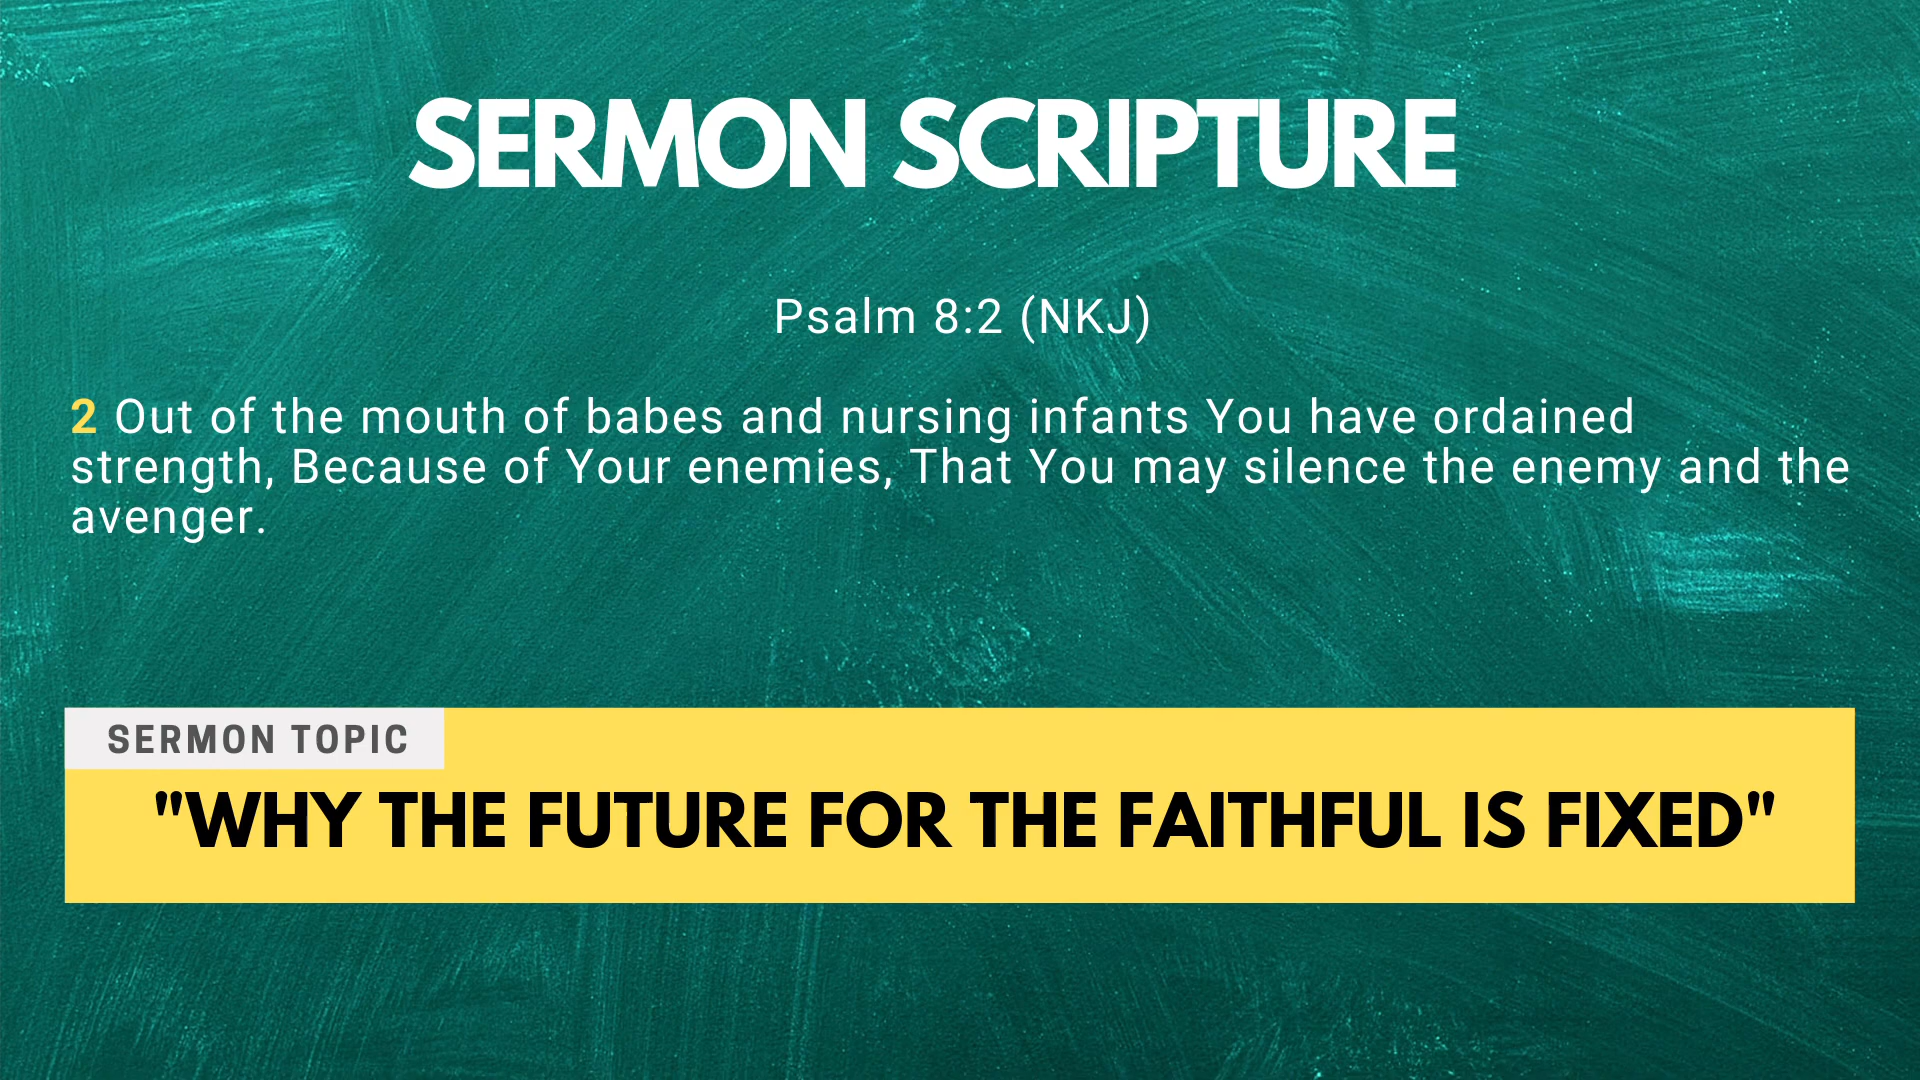 SERMON SCRIPTURE
Psalm 8:2 (NKJ)
2 Out of the mouth of babes and nursing infants You have ordained
strength, Because of Your enemies, That You may silence the enemy and the
avenger.
SERMON TOPIC
"WHY THE FUTURE FOR THE FAITHFUL IS FIXED"